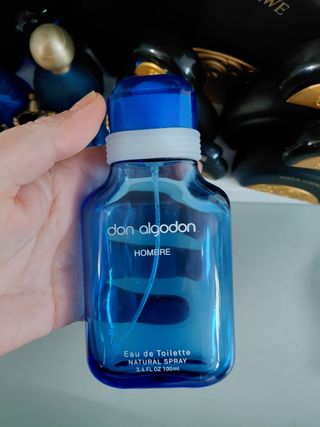 don algodon
HOMBRE
Eau de Toilette
NATURAL SPRAY
3.4 FL OZ 100ml